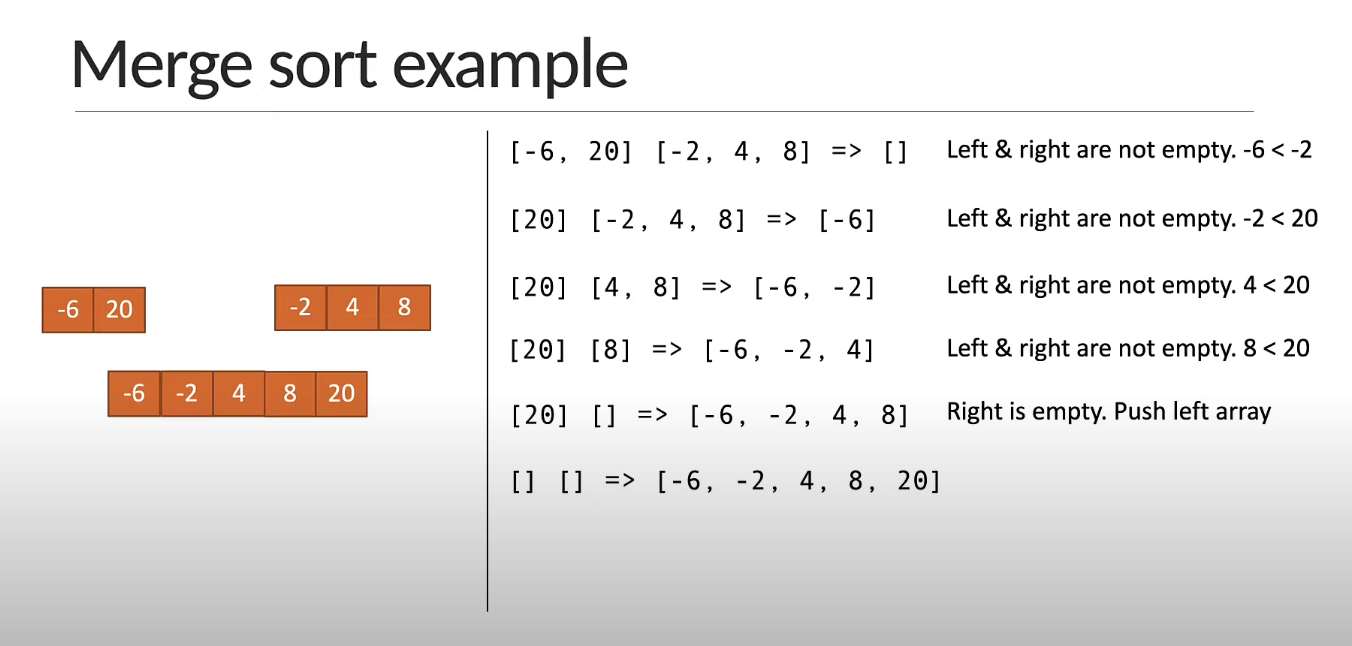 Merge sort example
-6 20
-2 4 8
-6 -2 4 8 20
[-6, 20] [-2, 4, 8] => [] Left & right are not empty. -6 < -2
[20] [-2, 4, 8] => [-6] Left & right are not empty. -2 < 20
[20] [4, 8] => [-6, -2] Left & right are not empty. 4 < 20
[20] [8] => [-6, -2, 4] Left & right are not empty. 8 < 20
[20] [] => [-6, -2, 4, 8] Right is empty. Push left array
[] [] => [-6, -2, 4, 8, 20]